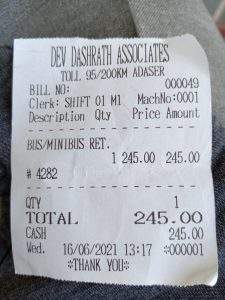 DEV DASHRATH ASSOCIATES
TOLL 95/200KM ADASER
BILL NO: 000049
Clerk: SHIFT 01 M1 MachNo:0001
Description Qty Price Amount
BUS/MINIBUS RET.
1 245.00 245.00
# 4282
QTY 1
TOTAL 245.00
CASH 245.00
Wed. 16/06/2021 13:17 *000001
*THANK YOU*